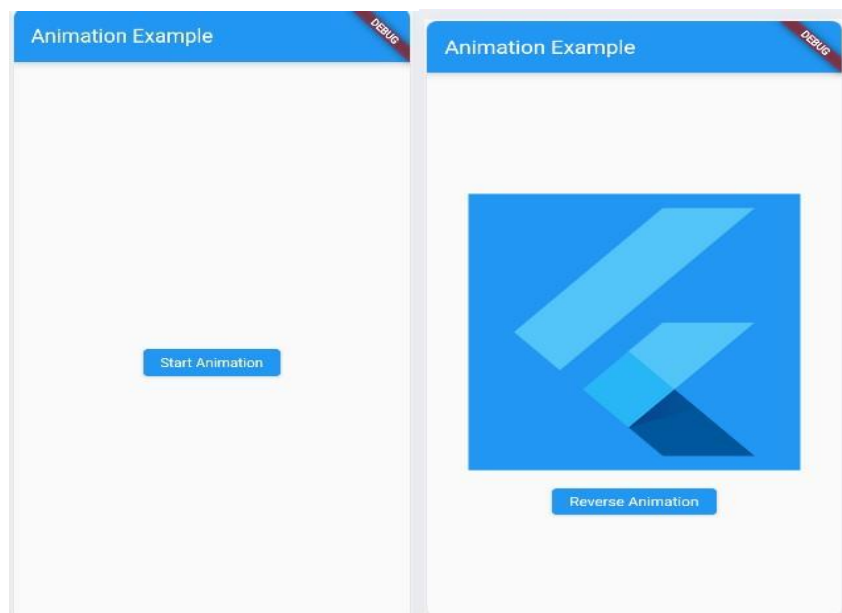 Animation Example
DEBUG
Start Animation
Animation Example
DEBUG
Reverse Animation